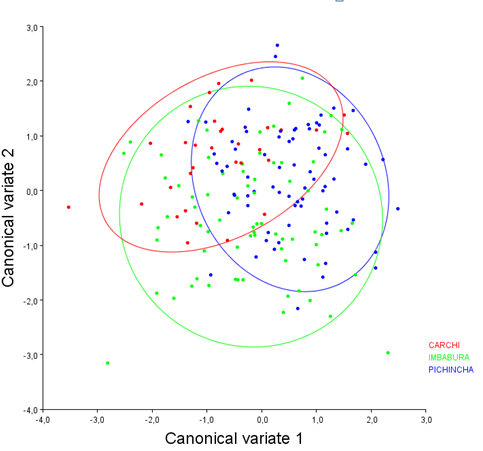 3,0
2,0
1,0
0,0
-1,0
-2,0
-3,0
-4,0
Canonical variate 2
-4,0 -3,0 -2,0 -1,0 0,0 1,0 2,0 3,0
Canonical variate 1
CARCHI
IMBABURA
PICHINCHA